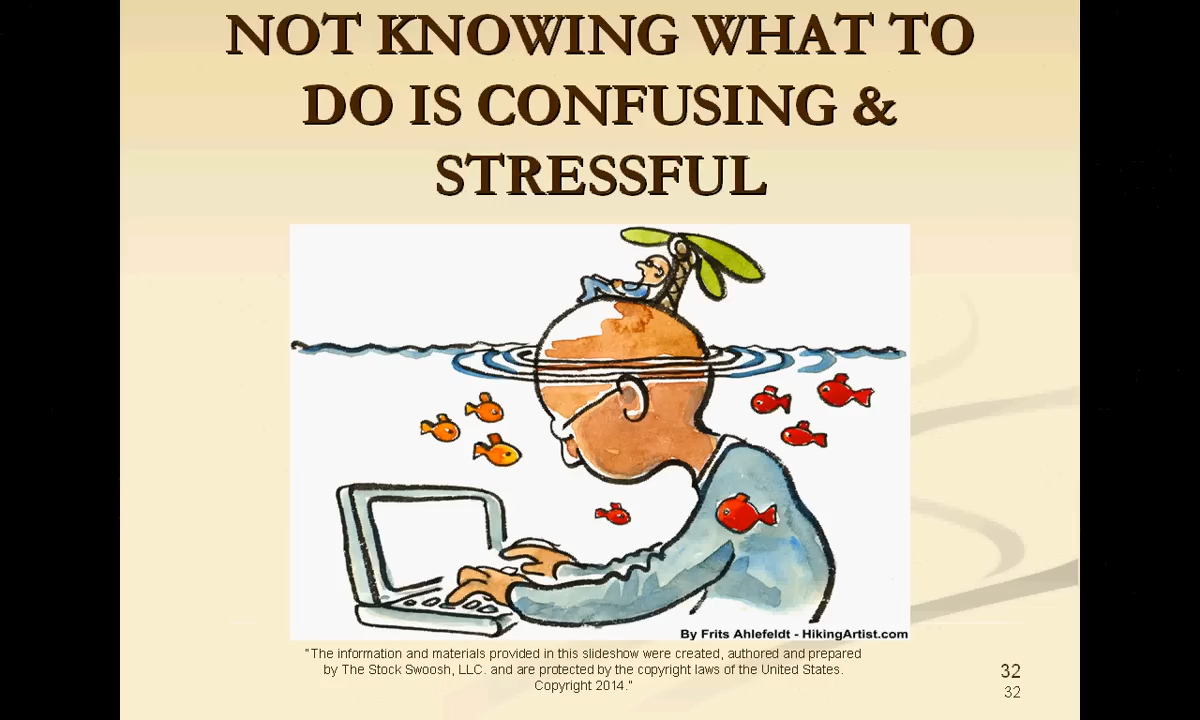 NOT KNOWING WHAT TO
DO IS CONFUSING &
STRESSFUL
By Frits Ahlefeldt - HikingArtist.com
"The information and materials provided in this slideshow were created, authored and prepared
by The Stock Swoosh, LLC. and are protected by the copyright laws of the United States.
Copyright 2014."
32
32